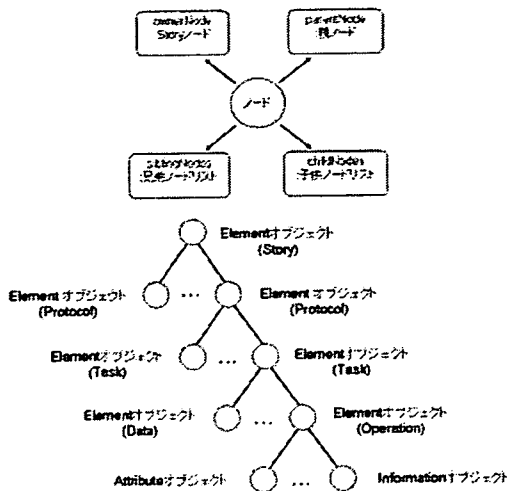 ownerNode
Storyノード
parentNode
親ノード
ノード
siblingNodes
兄弟ノードリスト
childNodes
子供ノードリスト
Elementオブジェクト
(Story)
Element オブジェクト
(Protocol)
...
Element オブジェクト
(Protocol)
Elementオブジェクト
(Task)
...
Elementオブジェクト
(Task)
Elementオブジェクト
(Data)
...
Elementオブジェクト
(Operation)
Attributeオブジェクト
...
Informationオブジェクト